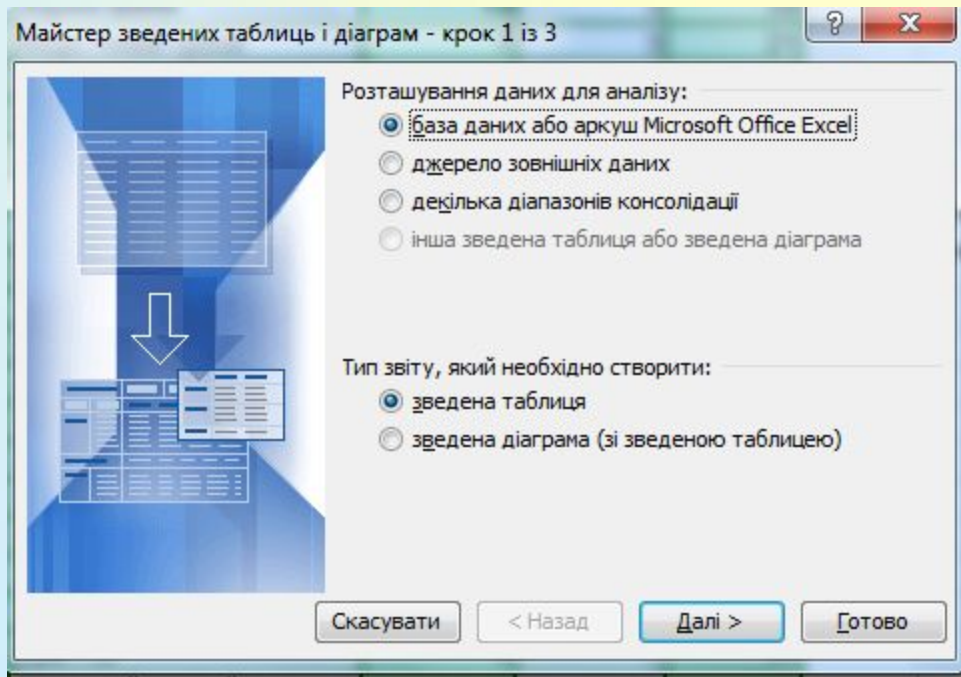 Майстер зведених таблиць і діаграм - крок 1 із 3
?
Розташування даних для аналізу:
база даних або аркуш Microsoft Office Excel
джерело зовнішніх даних
декілька діапазонів консолідації
інша зведена таблиця або зведена діаграма
Тип звіту, який необхідно створити:
зведена таблиця
зведена діаграма (зі зведеною таблицею)
Скасувати < Назад Далі > Готово